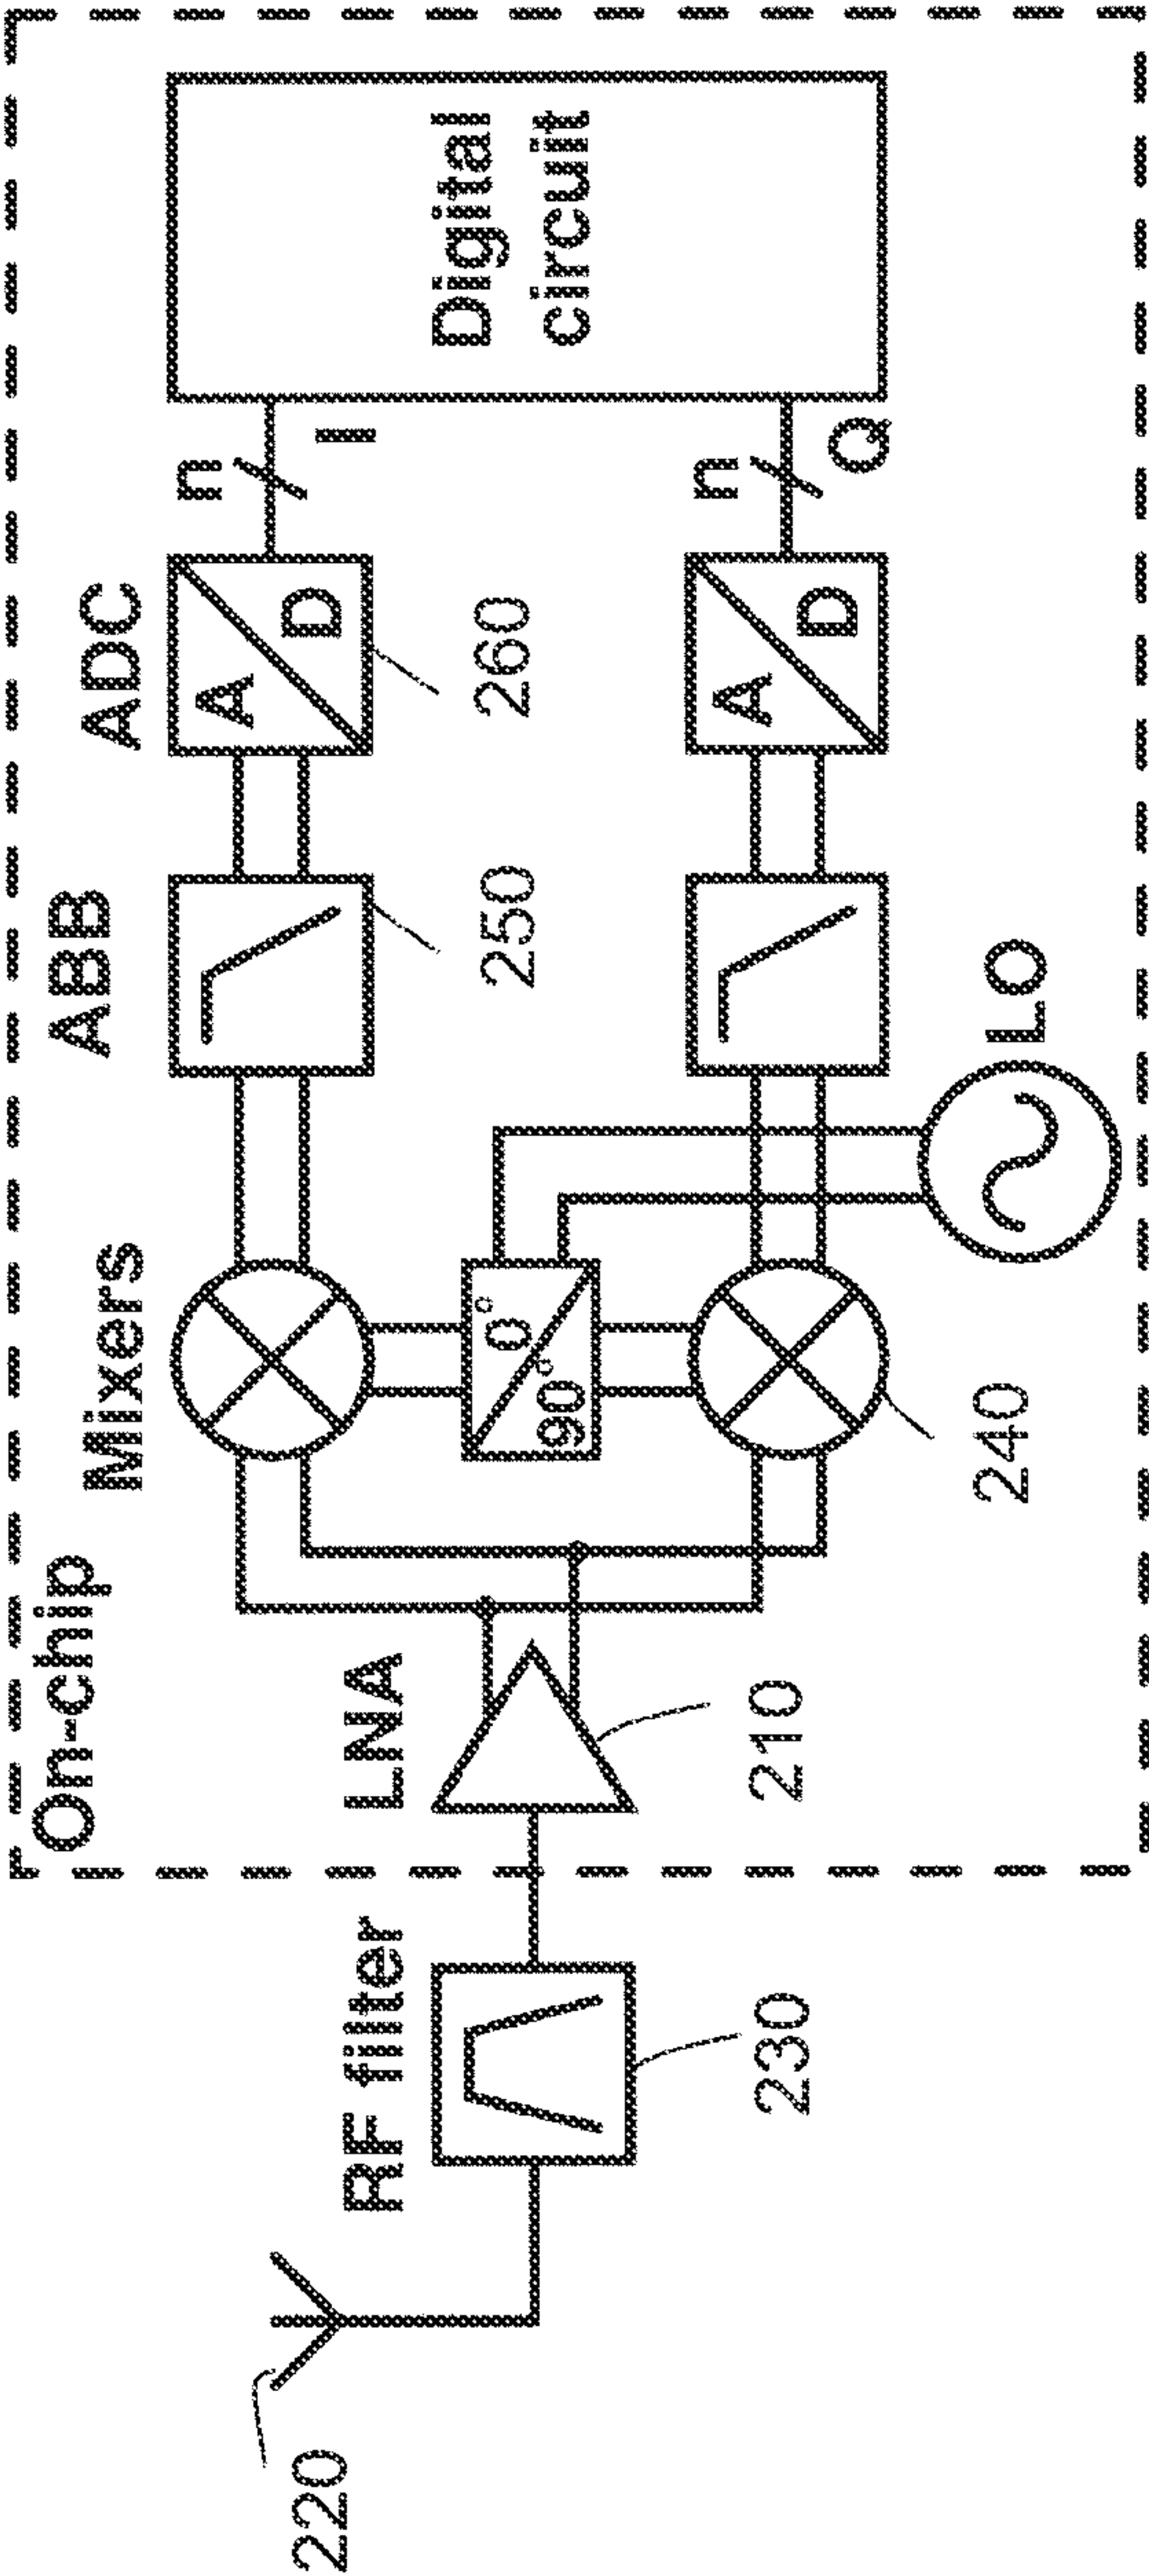 On-chip
ABB
ADC
Mixers
RF filter
LNA
220
230
210
240
250
260
0°
90°
LO
A
D
A
D
n
I
n
Q
Digital
circuit